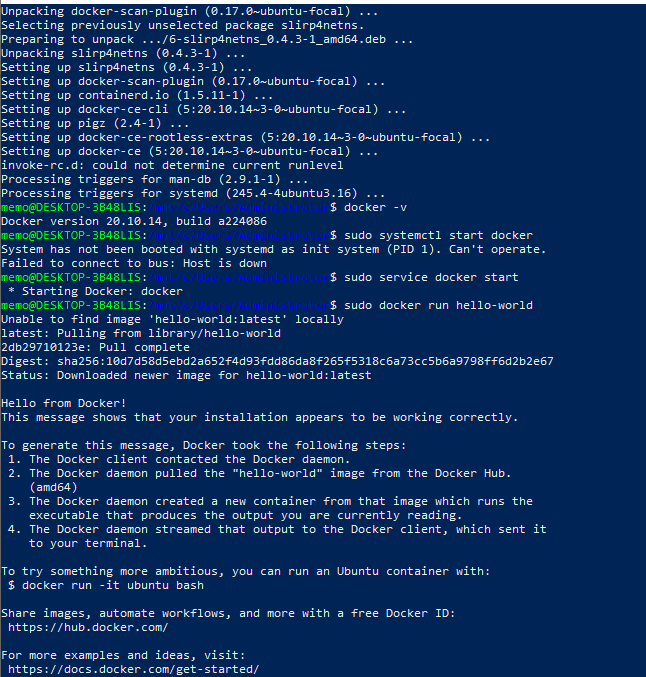 Unpacking docker-scan-plugin (0.17.0~ubuntu-focal) ...
Selecting previously unselected package slirp4netns.
Preparing to unpack .../6-slirp4netns_0.4.3-1_amd64.deb ...
Unpacking slirp4netns (0.4.3-1) ...
Setting up slirp4netns (0.4.3-1) ...
Setting up docker-scan-plugin (0.17.0~ubuntu-focal) ...
Setting up containerd.io (1.5.11-1) ...
Setting up docker-ce-cli (5:20.10.14~3-0~ubuntu-focal) ...
Setting up pigz (2.4-1) ...
Setting up docker-ce-rootless-extras (5:20.10.14~3-0~ubuntu-focal) ...
Setting up docker-ce (5:20.10.14~3-0~ubuntu-focal) ...
invoke-rc.d: could not determine current runlevel
Processing triggers for man-db (2.9.1-1) ...
Processing triggers for systemd (245.4-4ubuntu3.16) ...
memo@DESKTOP-3B48LIS:/mnt/c/Users/Administrator$ docker -v
Docker version 20.10.14, build a224086
memo@DESKTOP-3B48LIS:/mnt/c/Users/Administrator$ sudo systemctl start docker
System has not been booted with systemd as init system (PID 1). Can't operate.
Failed to connect to bus: Host is down
memo@DESKTOP-3B48LIS:/mnt/c/Users/Administrator$ sudo service docker start
 * Starting Docker: docker
memo@DESKTOP-3B48LIS:/mnt/c/Users/Administrator$ sudo docker run hello-world
Unable to find image 'hello-world:latest' locally
latest: Pulling from library/hello-world
2db29710123e: Pull complete
Digest: sha256:10d7d58d5ebd2a652f4d93fdd86da8f265f5318c6a73cc5b6a9798ff6d2b2e67
Status: Downloaded newer image for hello-world:latest

Hello from Docker!
This message shows that your installation appears to be working correctly.

To generate this message, Docker took the following steps:
 1. The Docker client contacted the Docker daemon.
 2. The Docker daemon pulled the "hello-world" image from the Docker Hub.
    (amd64)
 3. The Docker daemon created a new container from that image which runs the
    executable that produces the output you are currently reading.
 4. The Docker daemon streamed that output to the Docker client, which sent it
    to your terminal.

To try something more ambitious, you can run an Ubuntu container with:
 $ docker run -it ubuntu bash

Share images, automate workflows, and more with a free Docker ID:
 https://hub.docker.com/

For more examples and ideas, visit:
 https://docs.docker.com/get-started/